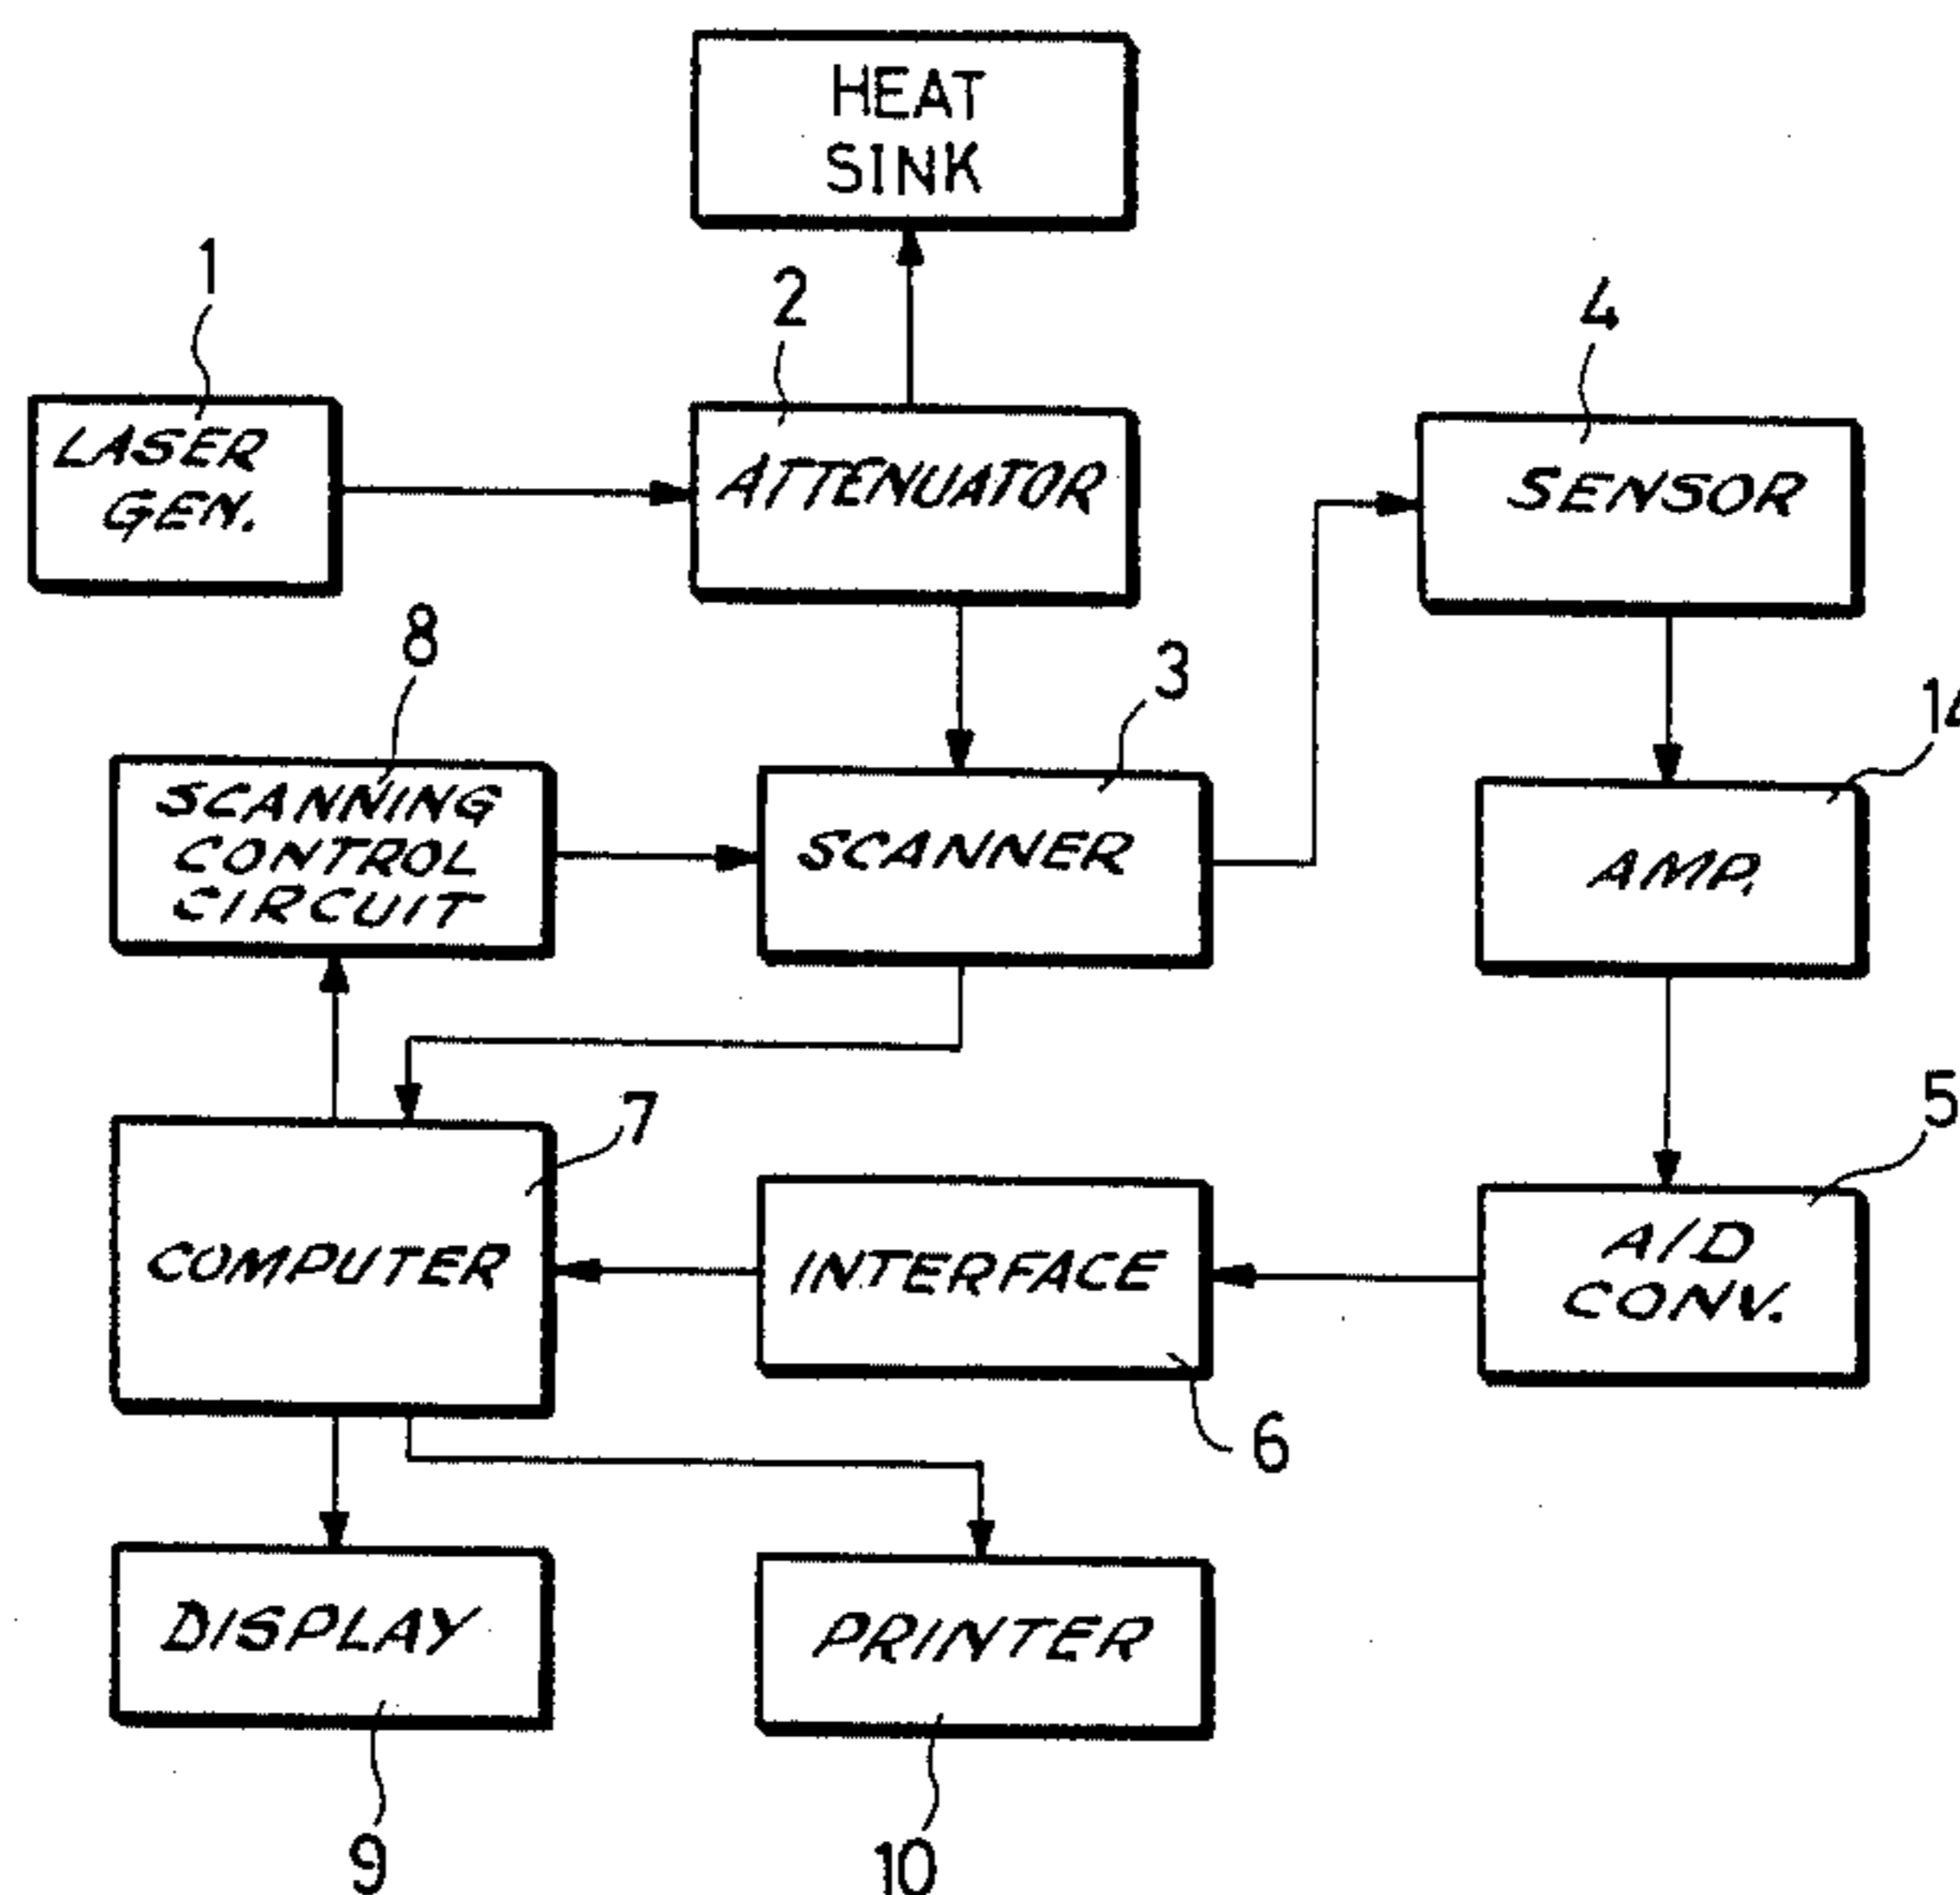 HEAT
SINK
1
2
4
LASER
GEN.
ATTENUATOR
SENSOR
8
3
14
SCANNING
CONTROL
CIRCUIT
SCANNER
AMP.
7
5
COMPUTER
INTERFACE
A/D
CONV.
6
DISPLAY
PRINTER
9
10